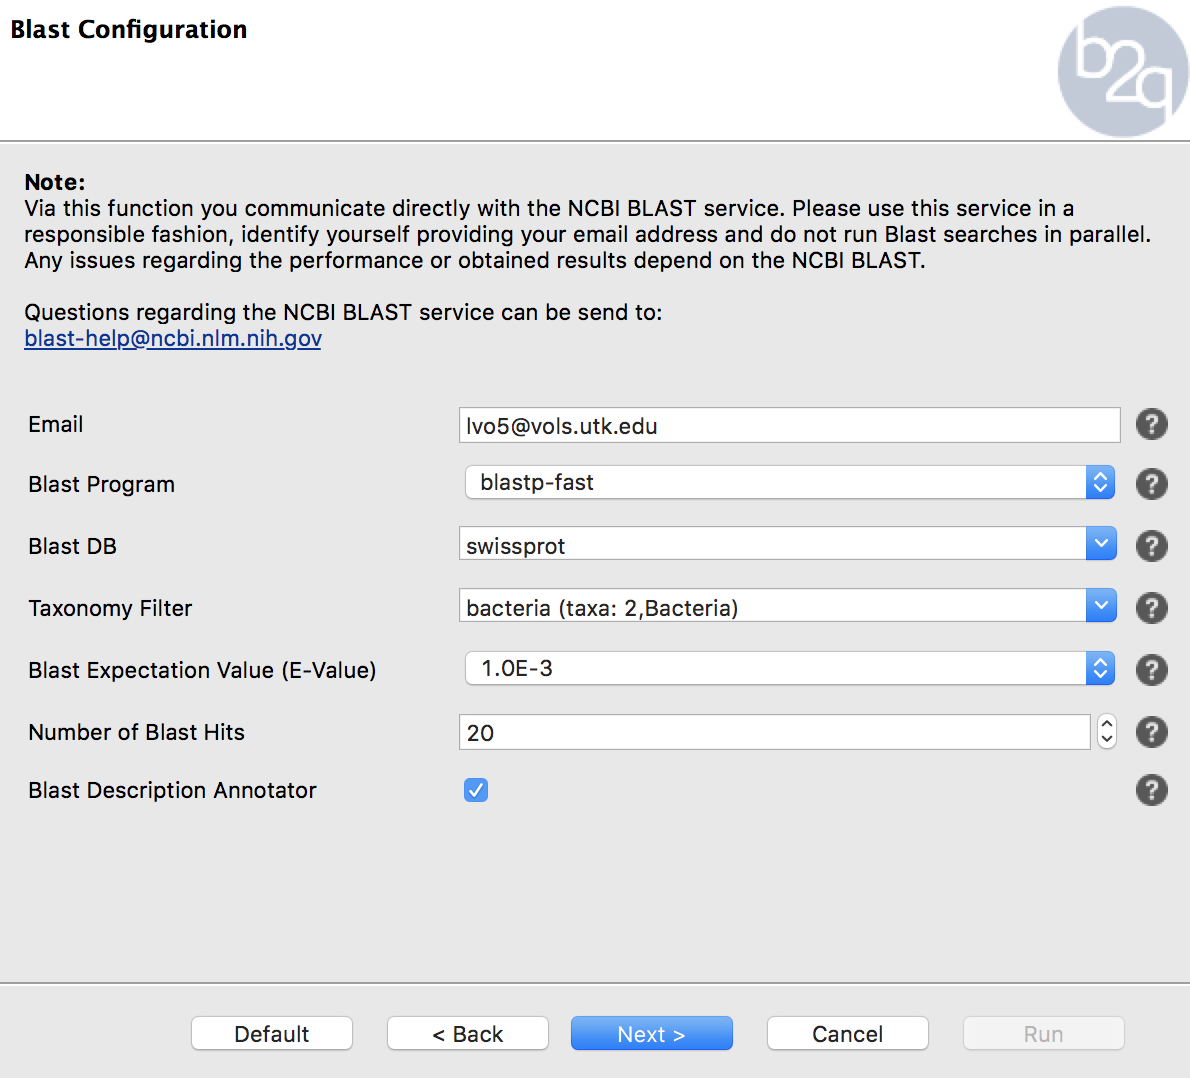 Blast Configuration
b2g
Note:
Via this function you communicate directly with the NCBI BLAST service. Please use this service in a
responsible fashion, identify yourself providing your email address and do not run Blast searches in parallel.
Any issues regarding the performance or obtained results depend on the NCBI BLAST.
Questions regarding the NCBI BLAST service can be send to:
blast-help@ncbi.nlm.nih.gov
Email lvo5@vols.utk.edu ?
Blast Program blastp-fast ?
Blast DB swissprot ?
Taxonomy Filter bacteria (taxa: 2,Bacteria) ?
Blast Expectation Value (E-Value) 1.0E-3 ?
Number of Blast Hits 20 ?
Blast Description Annotator ?
Default < Back Next > Cancel Run